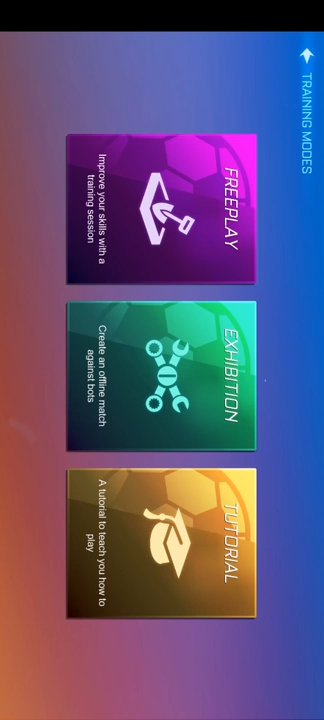 TRAINING MODES
FREEPLAY
Improve your skills with a
training session
EXHIBITION
Create an offline match
against bots
TUTORIAL
A tutorial to teach you how to
play